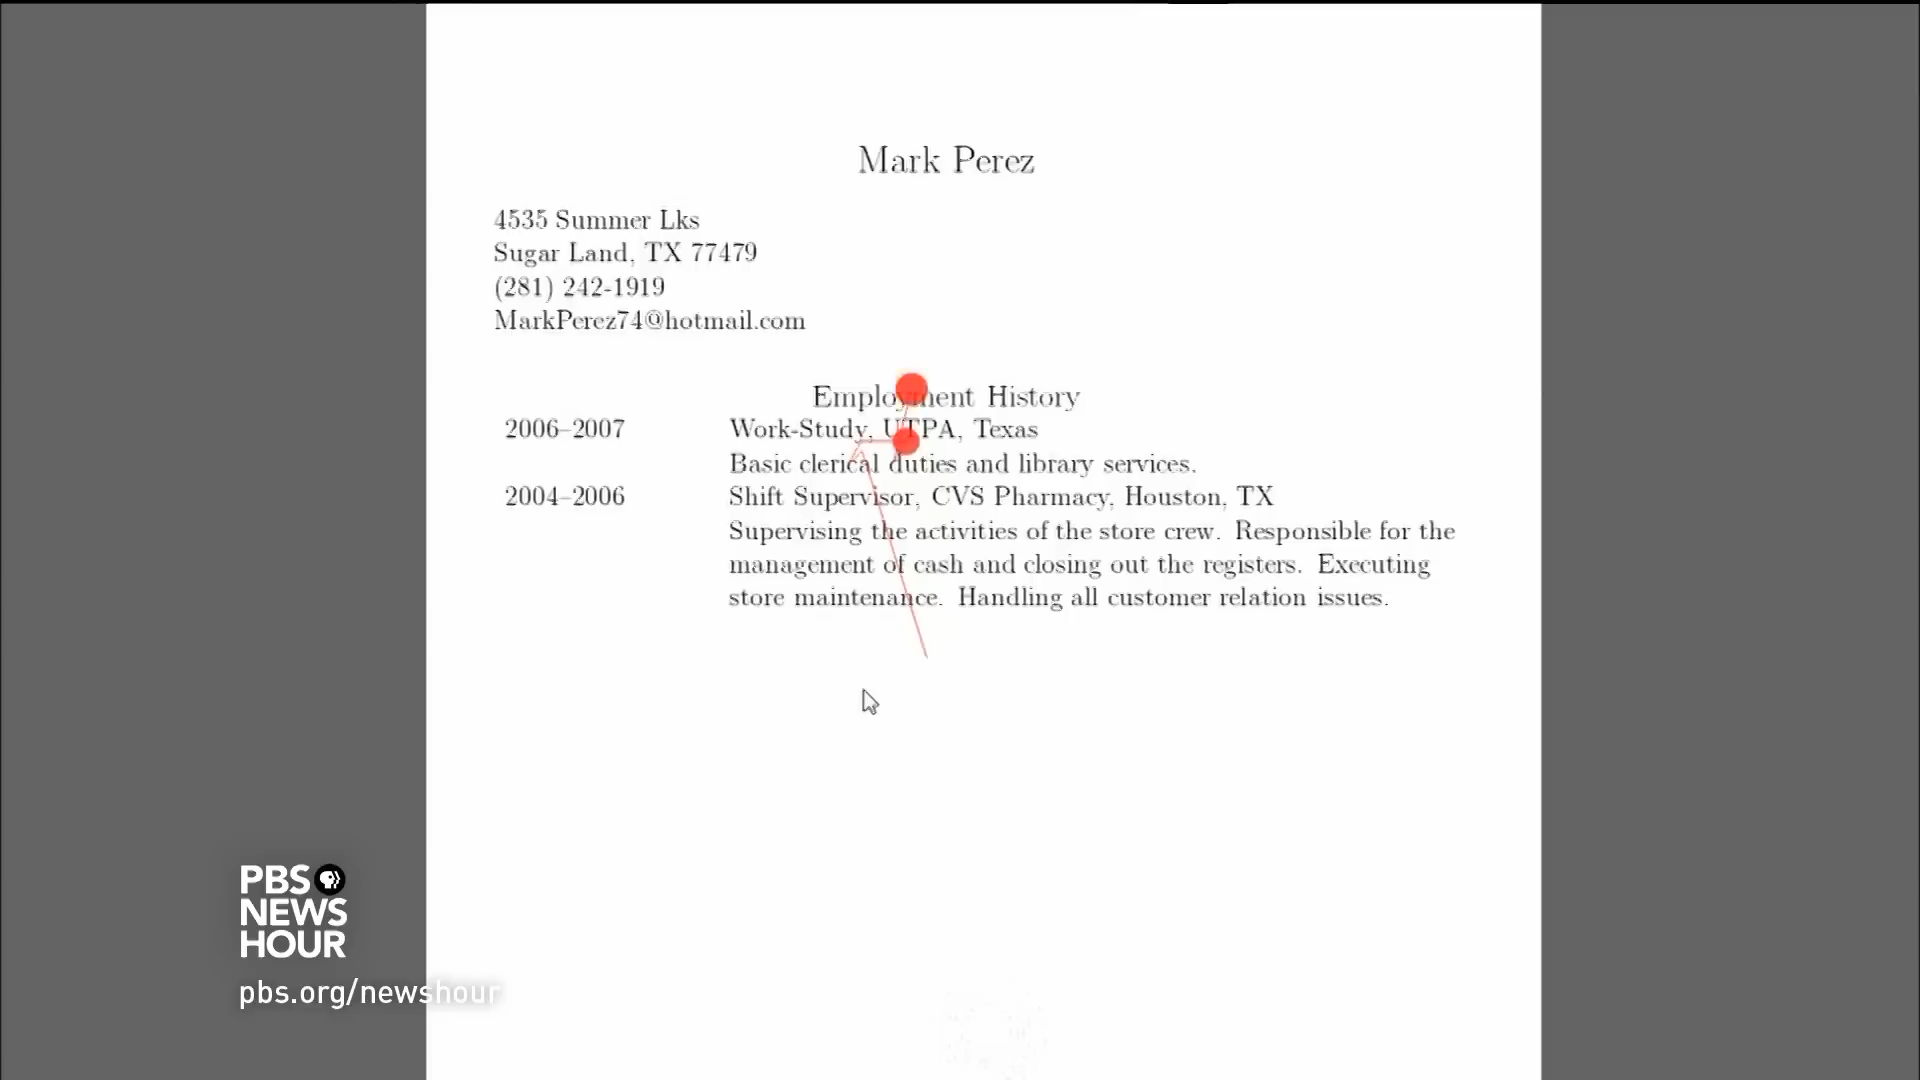 Mark Perez
4535 Summer Lks
Sugar Land, TX 77479
(281) 242-1919
MarkPerez74@hotmail.com
Employment History
2006–2007 Work-Study, UTPA, Texas
Basic clerical duties and library services.
2004–2006 Shift Supervisor, CVS Pharmacy, Houston, TX
Supervising the activities of the store crew. Responsible for the
management of cash and closing out the registers. Executing
store maintenance. Handling all customer relation issues.
PBS
NEWS
HOUR
pbs.org/newshour